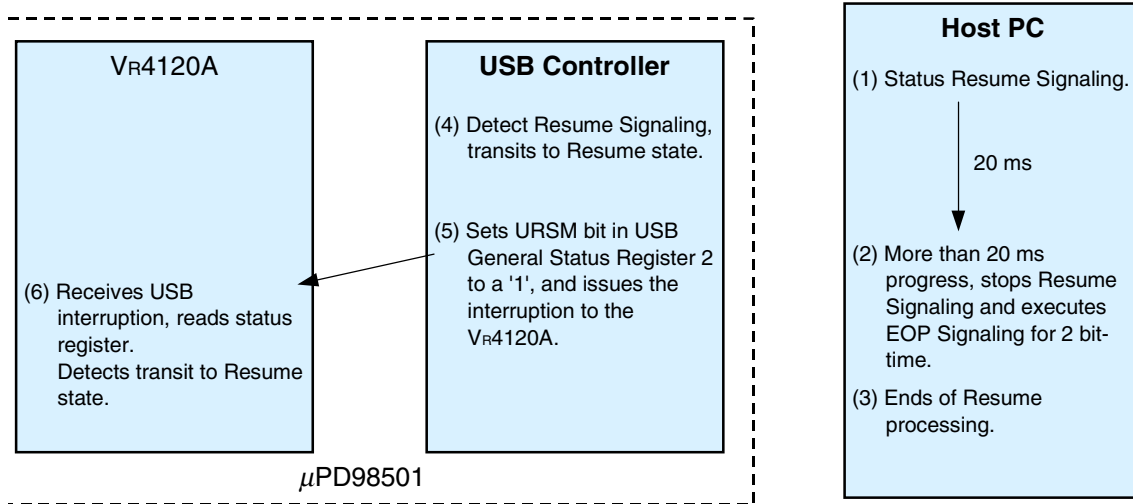 VR4120A
(6) Receives USB
interruption, reads status
register.
Detects transit to Resume
state.
USB Controller
(4) Detect Resume Signaling,
transits to Resume state.
(5) Sets URSM bit in USB
General Status Register 2
to a '1', and issues the
interruption to the
VR4120A.
µPD98501
Host PC
(1) Status Resume Signaling.
20 ms
(2) More than 20 ms
progress, stops Resume
Signaling and executes
EOP Signaling for 2 bit-
time.
(3) Ends of Resume
processing.